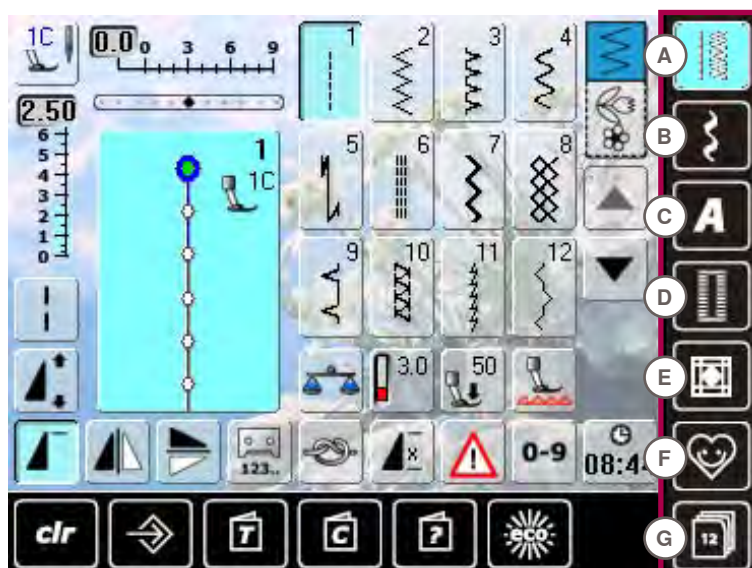 1C 0.0 0 3 6 9 1 2 3 4 A
2.50 B
6 5 4 3 2 1 0
1 1C 5 6 7 8
C A
9 10 11 12 D
3.0 50 E
123.. x 0-9 08:4 F
clr T C ? eco G 12